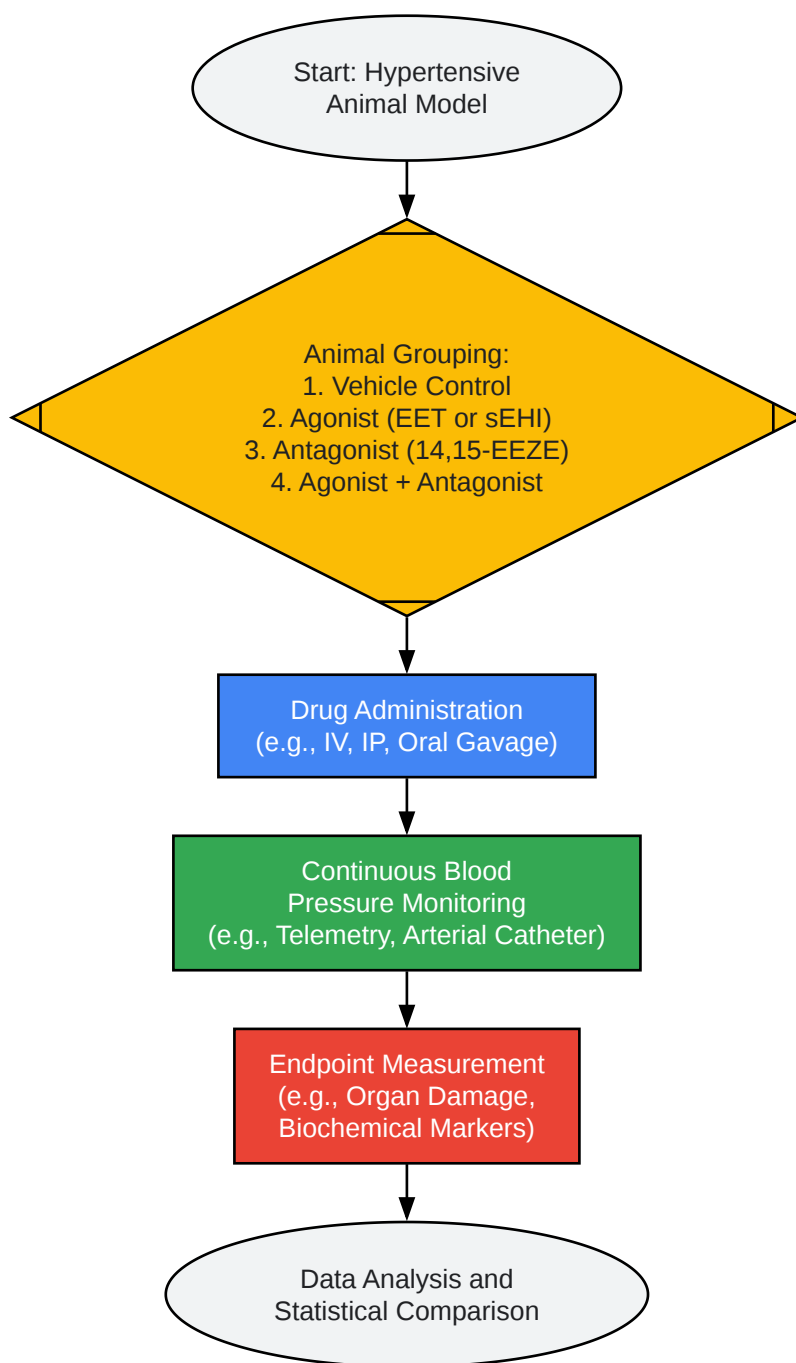 Start: Hypertensive
Animal Model
Animal Grouping:
1. Vehicle Control
2. Agonist (EET or sEHI)
3. Antagonist (14,15-EEZE)
4. Agonist + Antagonist
Drug Administration
(e.g., IV, IP, Oral Gavage)
Continuous Blood
Pressure Monitoring
(e.g., Telemetry, Arterial Catheter)
Endpoint Measurement
(e.g., Organ Damage,
Biochemical Markers)
Data Analysis and
Statistical Comparison